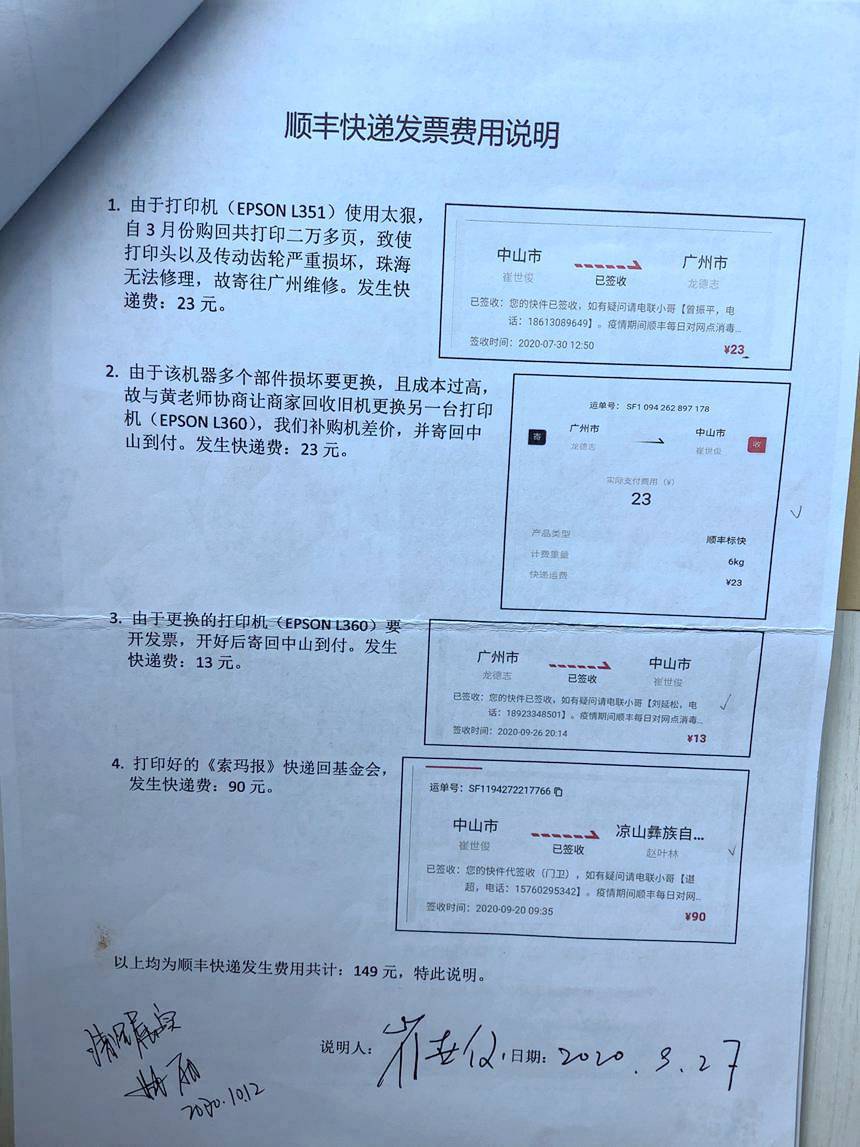 顺丰快递发票费用说明
1. 由于打印机（EPSON L351）使用太狠，
自 3 月份购回共打印二万多页，致使
打印头以及传动齿轮严重损坏，珠海
无法修理，故寄往广州维修。发生快
递费：23 元。
中山市 广州市
崔世俊 已签收 龙德志
已签收：您的快件已签收，如有疑问请电联小哥【曾振平，电
话：18613089649】。疫情期间顺丰每日对网点消毒...
签收时间：2020-07-30 12:50 ¥23
2. 由于该机器多个部件损坏要更换，且成本过高，
故与黄老师协商让商家回收旧机更换另一台打印
机（EPSON L360），我们补购机差价，并寄回中
山到付。发生快递费：23 元。
运单号：SF1 094 262 897 178
寄 广州市 中山市 收
龙德志 崔世俊
实际支付费用（¥）
23
产品类型 顺丰标快
计费重量 6kg
快递运费 ¥23
3. 由于更换的打印机（EPSON L360）要
开发票，开好后寄回中山到付。发生
快递费：13 元。
广州市 中山市
龙德志 已签收 崔世俊
已签收：您的快件已签收，如有疑问请电联小哥【刘延松，电
话：18923348501】。疫情期间顺丰每日对网点消毒...
签收时间：2020-09-26 20:14 ¥13
4. 打印好的《索玛报》快递回基金会，
发生快递费：90 元。
运单号：SF1194272217766
中山市 凉山彝族自...
崔世俊 已签收 赵叶林
已签收：您的快件代签收（门卫），如有疑问请电联小哥【谌
超，电话：15760295342】。疫情期间顺丰每日对网...
签收时间：2020-09-20 09:35 ¥90
以上均为顺丰快递发生费用共计：149 元，特此说明。
说明人：崔世俊 日期：2020.9.27
情况属实
2020.10.12